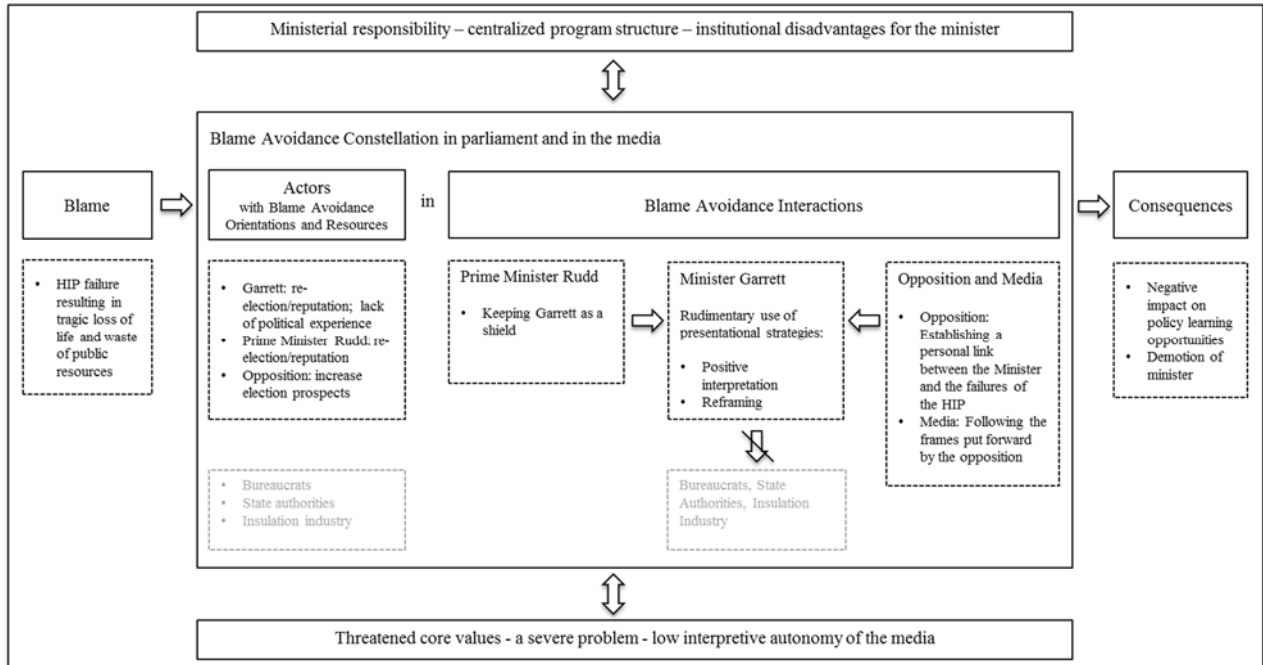 Ministerial responsibility – centralized program structure – institutional disadvantages for the minister
Blame Avoidance Constellation in parliament and in the media
Blame
Actors
with Blame Avoidance
Orientations and Resources
in
Blame Avoidance Interactions
Consequences
• HIP failure
resulting in
tragic loss of
life and waste
of public
resources
• Garrett: re-
election/reputation; lack
of political experience
• Prime Minister Rudd: re-
election/reputation
• Opposition: increase
election prospects
Prime Minister Rudd
• Keeping Garrett as a
shield
Minister Garrett
Rudimentary use of
presentational strategies:
• Positive
interpretation
• Reframing
Opposition and Media
• Opposition:
Establishing a
personal link
between the Minister
and the failures of
the HIP
• Media: Following the
frames put forward
by the opposition
• Negative
impact on
policy learning
opportunities
• Demotion of
minister
• Bureaucrats
• State authorities
• Insulation industry
Bureaucrats, State
Authorities, Insulation
Industry
Threatened core values - a severe problem - low interpretive autonomy of the media